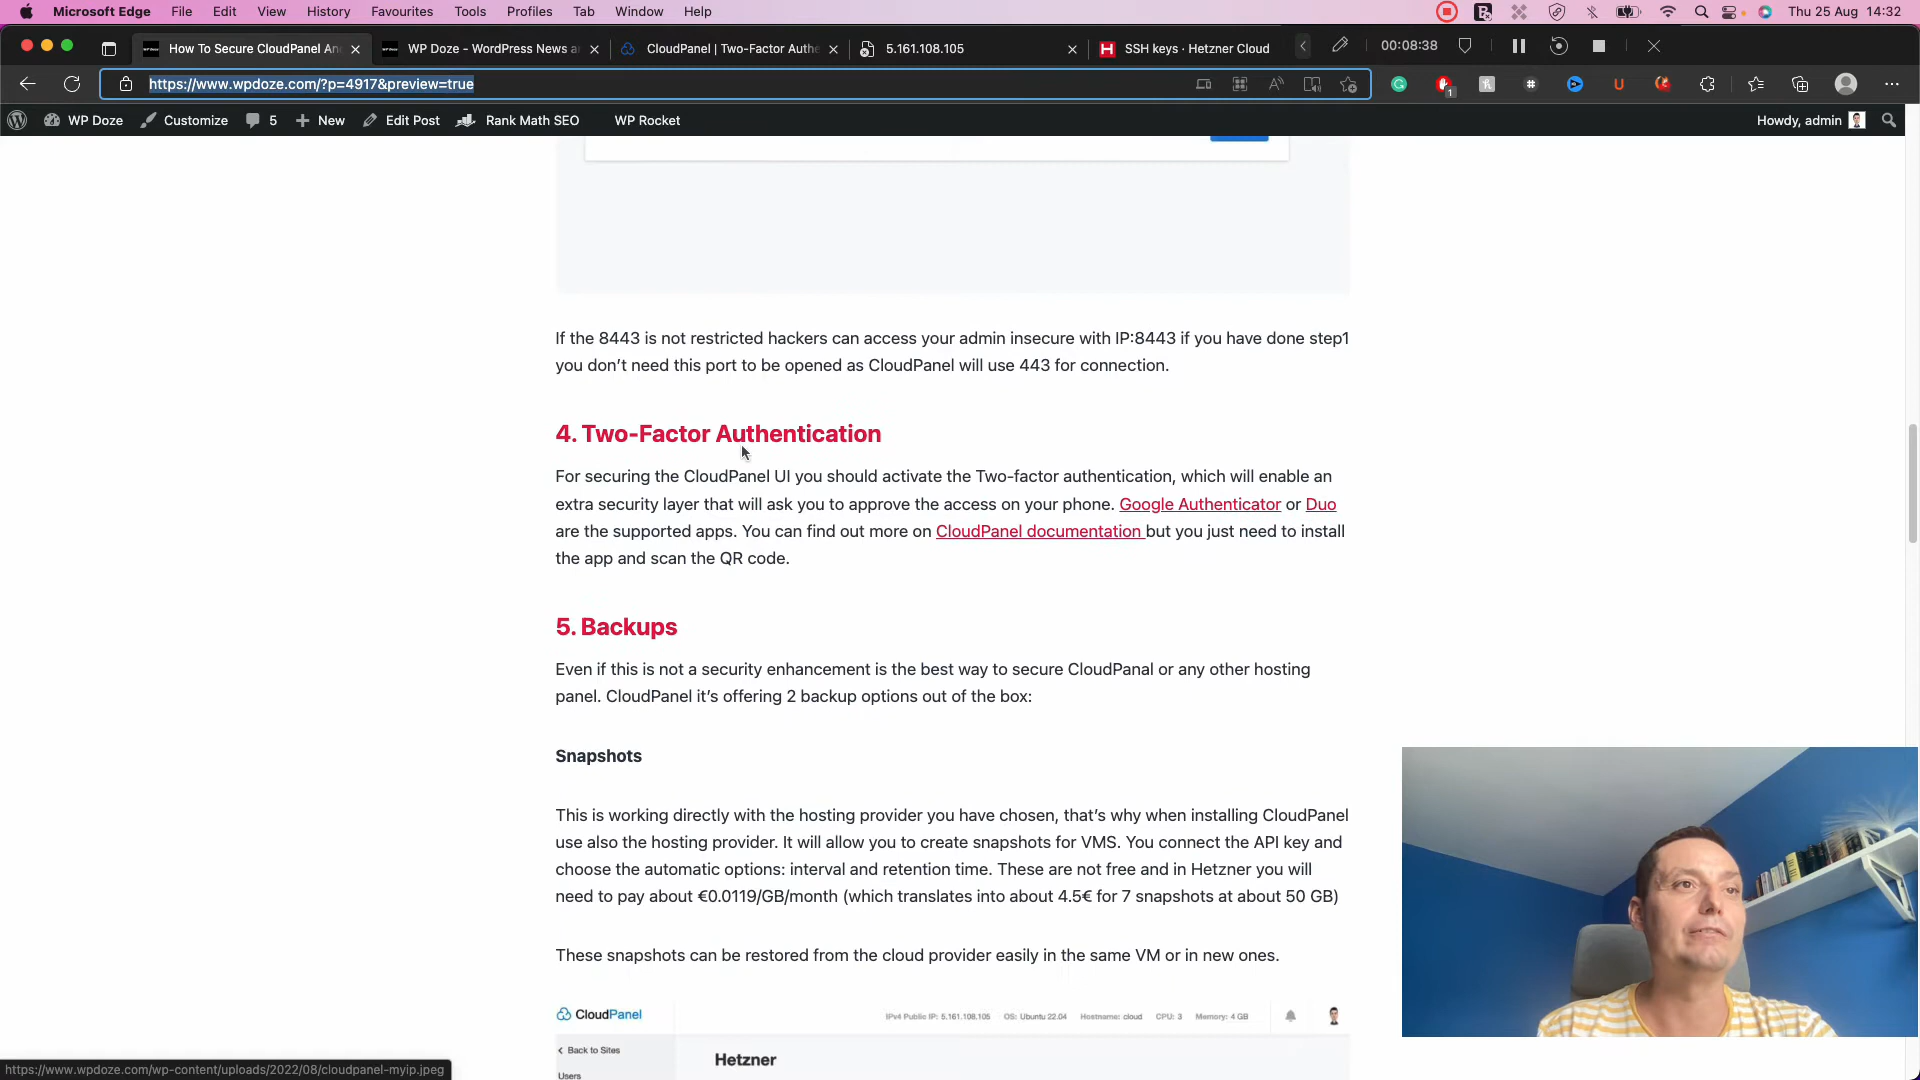 Microsoft Edge File Edit View History Favourites Tools Profiles Tab Window Help Thu 25 Aug 14:32
How To Secure CloudPanel An WP Doze - WordPress News a CloudPanel | Two-Factor Authe 5.161.108.105 SSH keys · Hetzner Cloud 00:08:38
https://www.wpdoze.com/?p=4917&preview=true
WP Doze Customize 5 New Edit Post Rank Math SEO WP Rocket Howdy, admin
If the 8443 is not restricted hackers can access your admin insecure with IP:8443 if you have done step1
you don't need this port to be opened as CloudPanel will use 443 for connection.
4. Two-Factor Authentication
For securing the CloudPanel UI you should activate the Two-factor authentication, which will enable an
extra security layer that will ask you to approve the access on your phone. Google Authenticator or Duo
are the supported apps. You can find out more on CloudPanel documentation but you just need to install
the app and scan the QR code.
5. Backups
Even if this is not a security enhancement is the best way to secure CloudPanal or any other hosting
panel. CloudPanel it's offering 2 backup options out of the box:
Snapshots
This is working directly with the hosting provider you have chosen, that's why when installing CloudPanel
use also the hosting provider. It will allow you to create snapshots for VMS. You connect the API key and
choose the automatic options: interval and retention time. These are not free and in Hetzner you will
need to pay about €0.0119/GB/month (which translates into about 4.5€ for 7 snapshots at about 50 GB)
These snapshots can be restored from the cloud provider easily in the same VM or in new ones.
CloudPanel IPv4 Public IP: 5.161.108.105 OS: Ubuntu 22.04 Hostname: cloud CPU: 3 Memory: 4 GB
Back to Sites
Hetzner
Users
https://www.wpdoze.com/wp-content/uploads/2022/08/cloudpanel-myip.jpeg